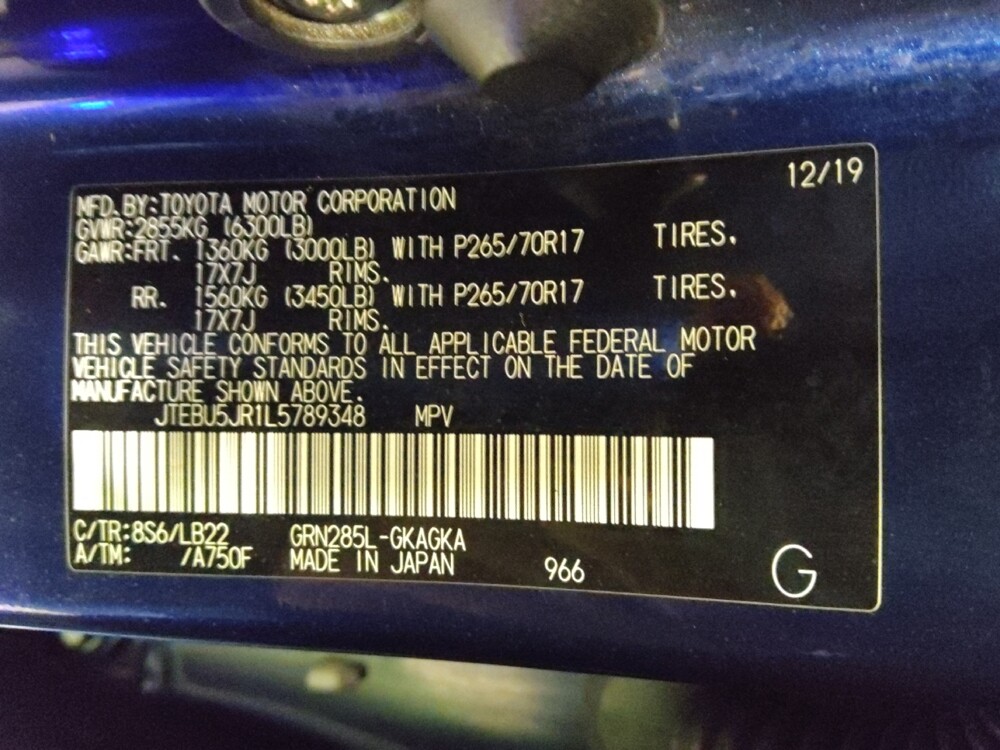 12/19
MFD.BY:TOYOTA MOTOR CORPORATION
GVWR:2855KG (6300LB)
GAWR:FRT. 1360KG (3000LB) WITH P265/70R17 TIRES.
17X7J RIMS.
RR. 1560KG (3450LB) WITH P265/70R17 TIRES.
17X7J RIMS.
THIS VEHICLE CONFORMS TO ALL APPLICABLE FEDERAL MOTOR
VEHICLE SAFETY STANDARDS IN EFFECT ON THE DATE OF
MANUFACTURE SHOWN ABOVE.
JTEBU5JR1L5789348 MPV
C/TR:8S6/LB22 GRN285L-GKAGKA
A/TM: /A750F MADE IN JAPAN 966 G